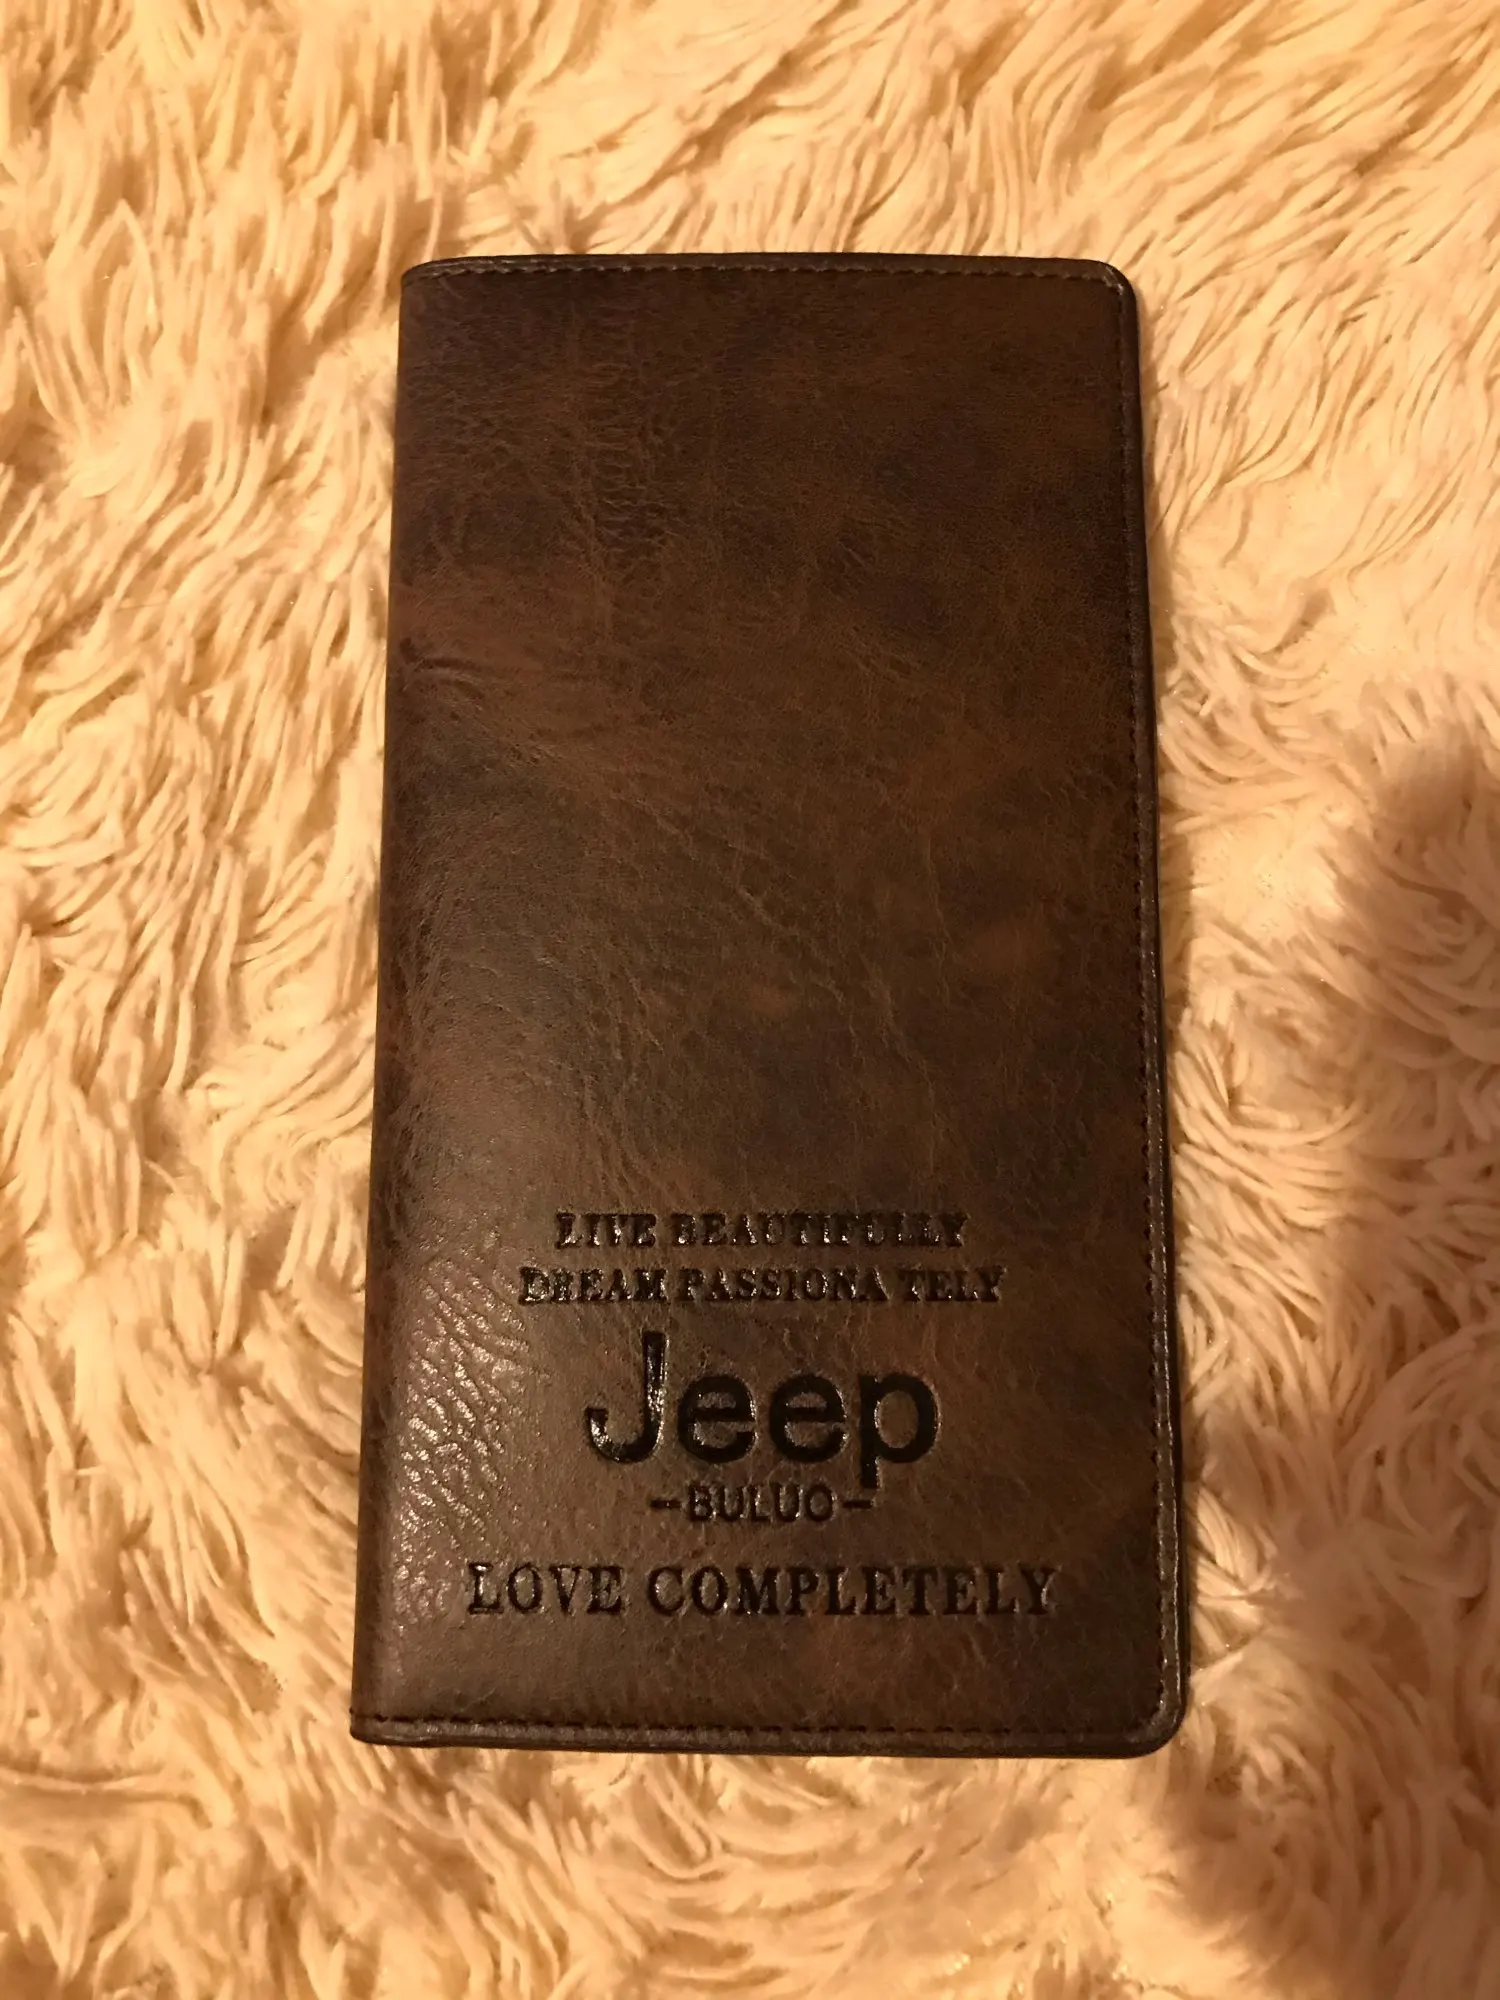 LIVE BEAUTIFULLY
DREAM PASSIONA TELY
Jeep
-BULUO-
LOVE COMPLETELY